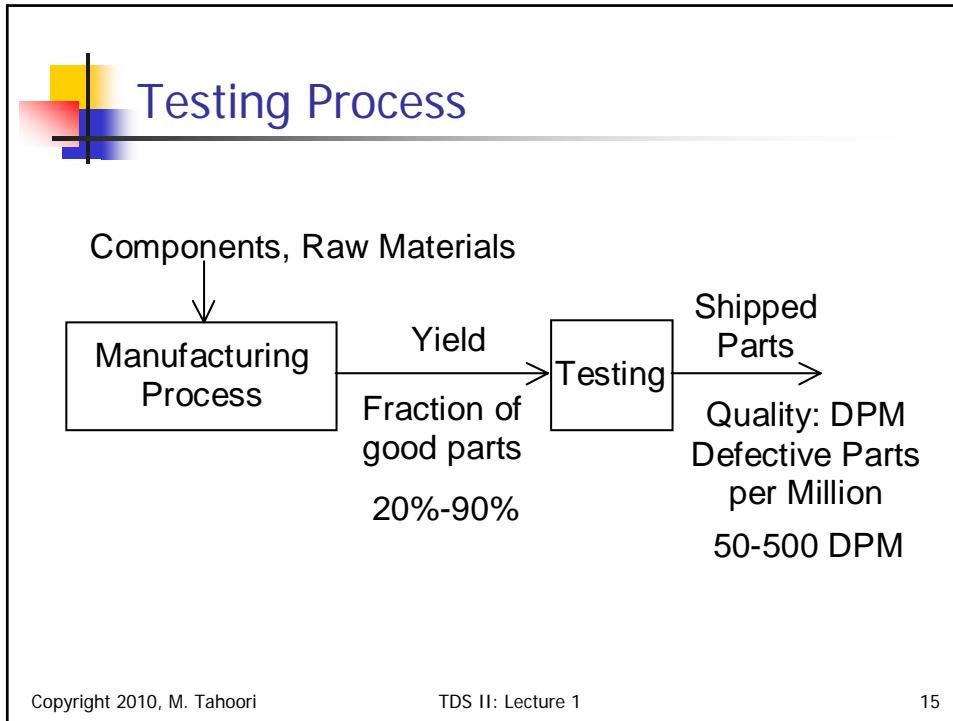 Testing Process
Components, Raw Materials
Manufacturing
Process
Yield
Fraction of
good parts
20%-90%
Testing
Shipped
Parts
Quality: DPM
Defective Parts
per Million
50-500 DPM
Copyright 2010, M. Tahoori
TDS II: Lecture 1
15